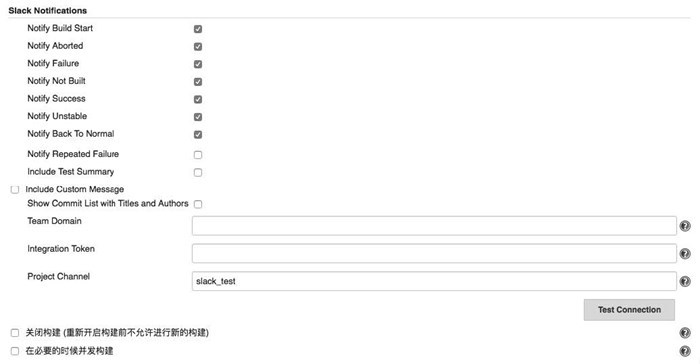 Slack Notifications
Notify Build Start
Notify Aborted
Notify Failure
Notify Not Built
Notify Success
Notify Unstable
Notify Back To Normal
Notify Repeated Failure
Include Test Summary
Include Custom Message
Show Commit List with Titles and Authors
Team Domain
Integration Token
Project Channel slack_test
Test Connection
关闭构建 (重新开启构建前不允许进行新的构建)
在必要的时候并发构建